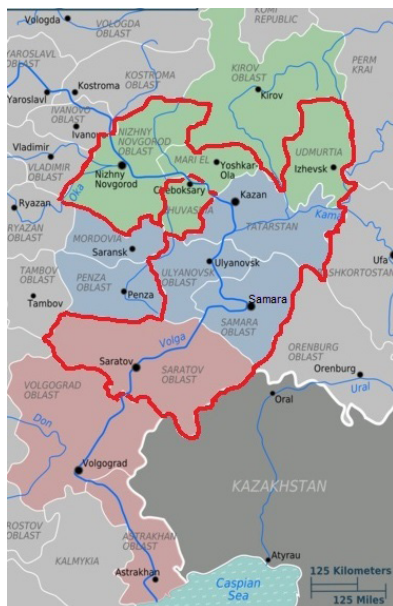 Vologda
VOLOGDA
OBLAST
KOMI
REPUBLIC
YAROSLAVL
OBLAST
Kostroma
Yaroslavl
KOSTROMA
OBLAST
KIROV
OBLAST
Kirov
PERM
KRAI
IVANOVO
OBLAST
Ivanovo
Vladimir
VLADIMIR
OBLAST
NIZHNY
NOVGOROD
OBLAST
Nizhny
Novgorod
MARI EL
Yoshkar-
Ola
UDMURTIA
Izhevsk
Oka
Cheboksary
CHUVASHIA
Kazan
Ryazan
RYAZAN
OBLAST
TATARSTAN
Kama
MORDOVIA
Saransk
Ulyanovsk
ULYANOVSK
OBLAST
Ufa
BASHKORTOSTAN
TAMBOV
OBLAST
Tambov
PENZA
OBLAST
Penza
Samara
SAMARA
OBLAST
Volga
ORENBURG
OBLAST
Orenburg
Saratov
SARATOV
OBLAST
Ural
Oral
VOLGOGRAD
OBLAST
Don
Volgograd
KAZAKHSTAN
ROSTOV
OBLAST
KALMYKIA
ASTRAKHAN
OBLAST
Astrakhan
Atyrau
Caspian
Sea
125 Kilometers
125 Miles